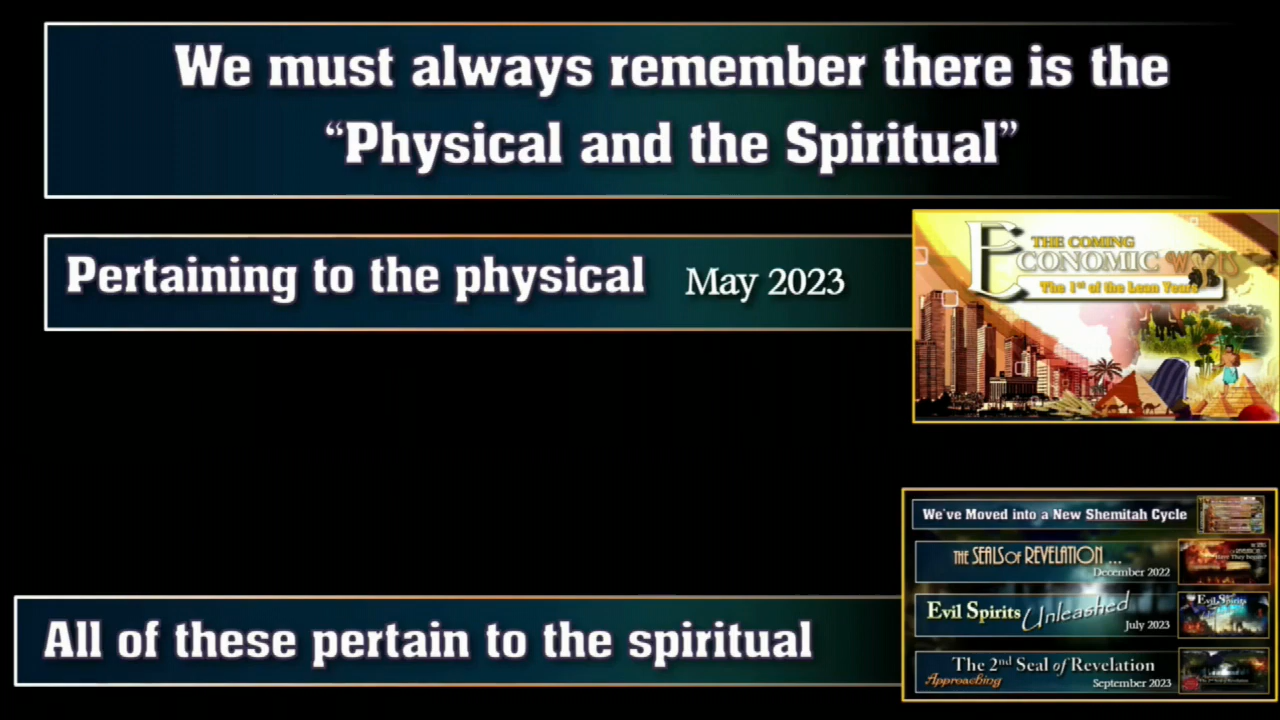 We must always remember there is the
“Physical and the Spiritual”
Pertaining to the physical May 2023
THE COMING
ECONOMIC
The 1st of the Lean Years
We've Moved into a New Shemitah Cycle
THE SEALS OF REVELATION ...
December 2022
Evil Spirits Unleashed
July 2023
Evil Spirits
All of these pertain to the spiritual
The 2nd Seal of Revelation
Approaching
September 2023